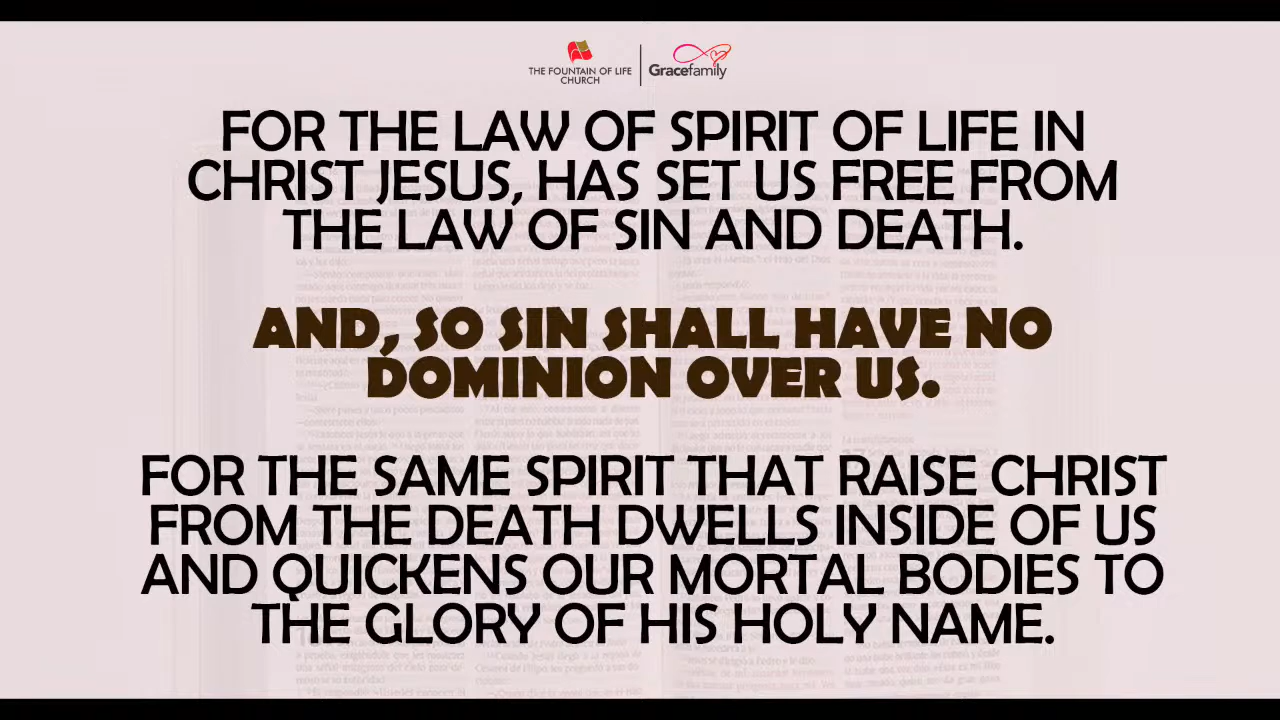 THE FOUNTAIN OF LIFE
CHURCH
Gracefamily
FOR THE LAW OF SPIRIT OF LIFE IN
CHRIST JESUS, HAS SET US FREE FROM
THE LAW OF SIN AND DEATH.
AND, SO SIN SHALL HAVE NO
DOMINION OVER US.
FOR THE SAME SPIRIT THAT RAISE CHRIST
FROM THE DEATH DWELLS INSIDE OF US
AND QUICKENS OUR MORTAL BODIES TO
THE GLORY OF HIS HOLY NAME.